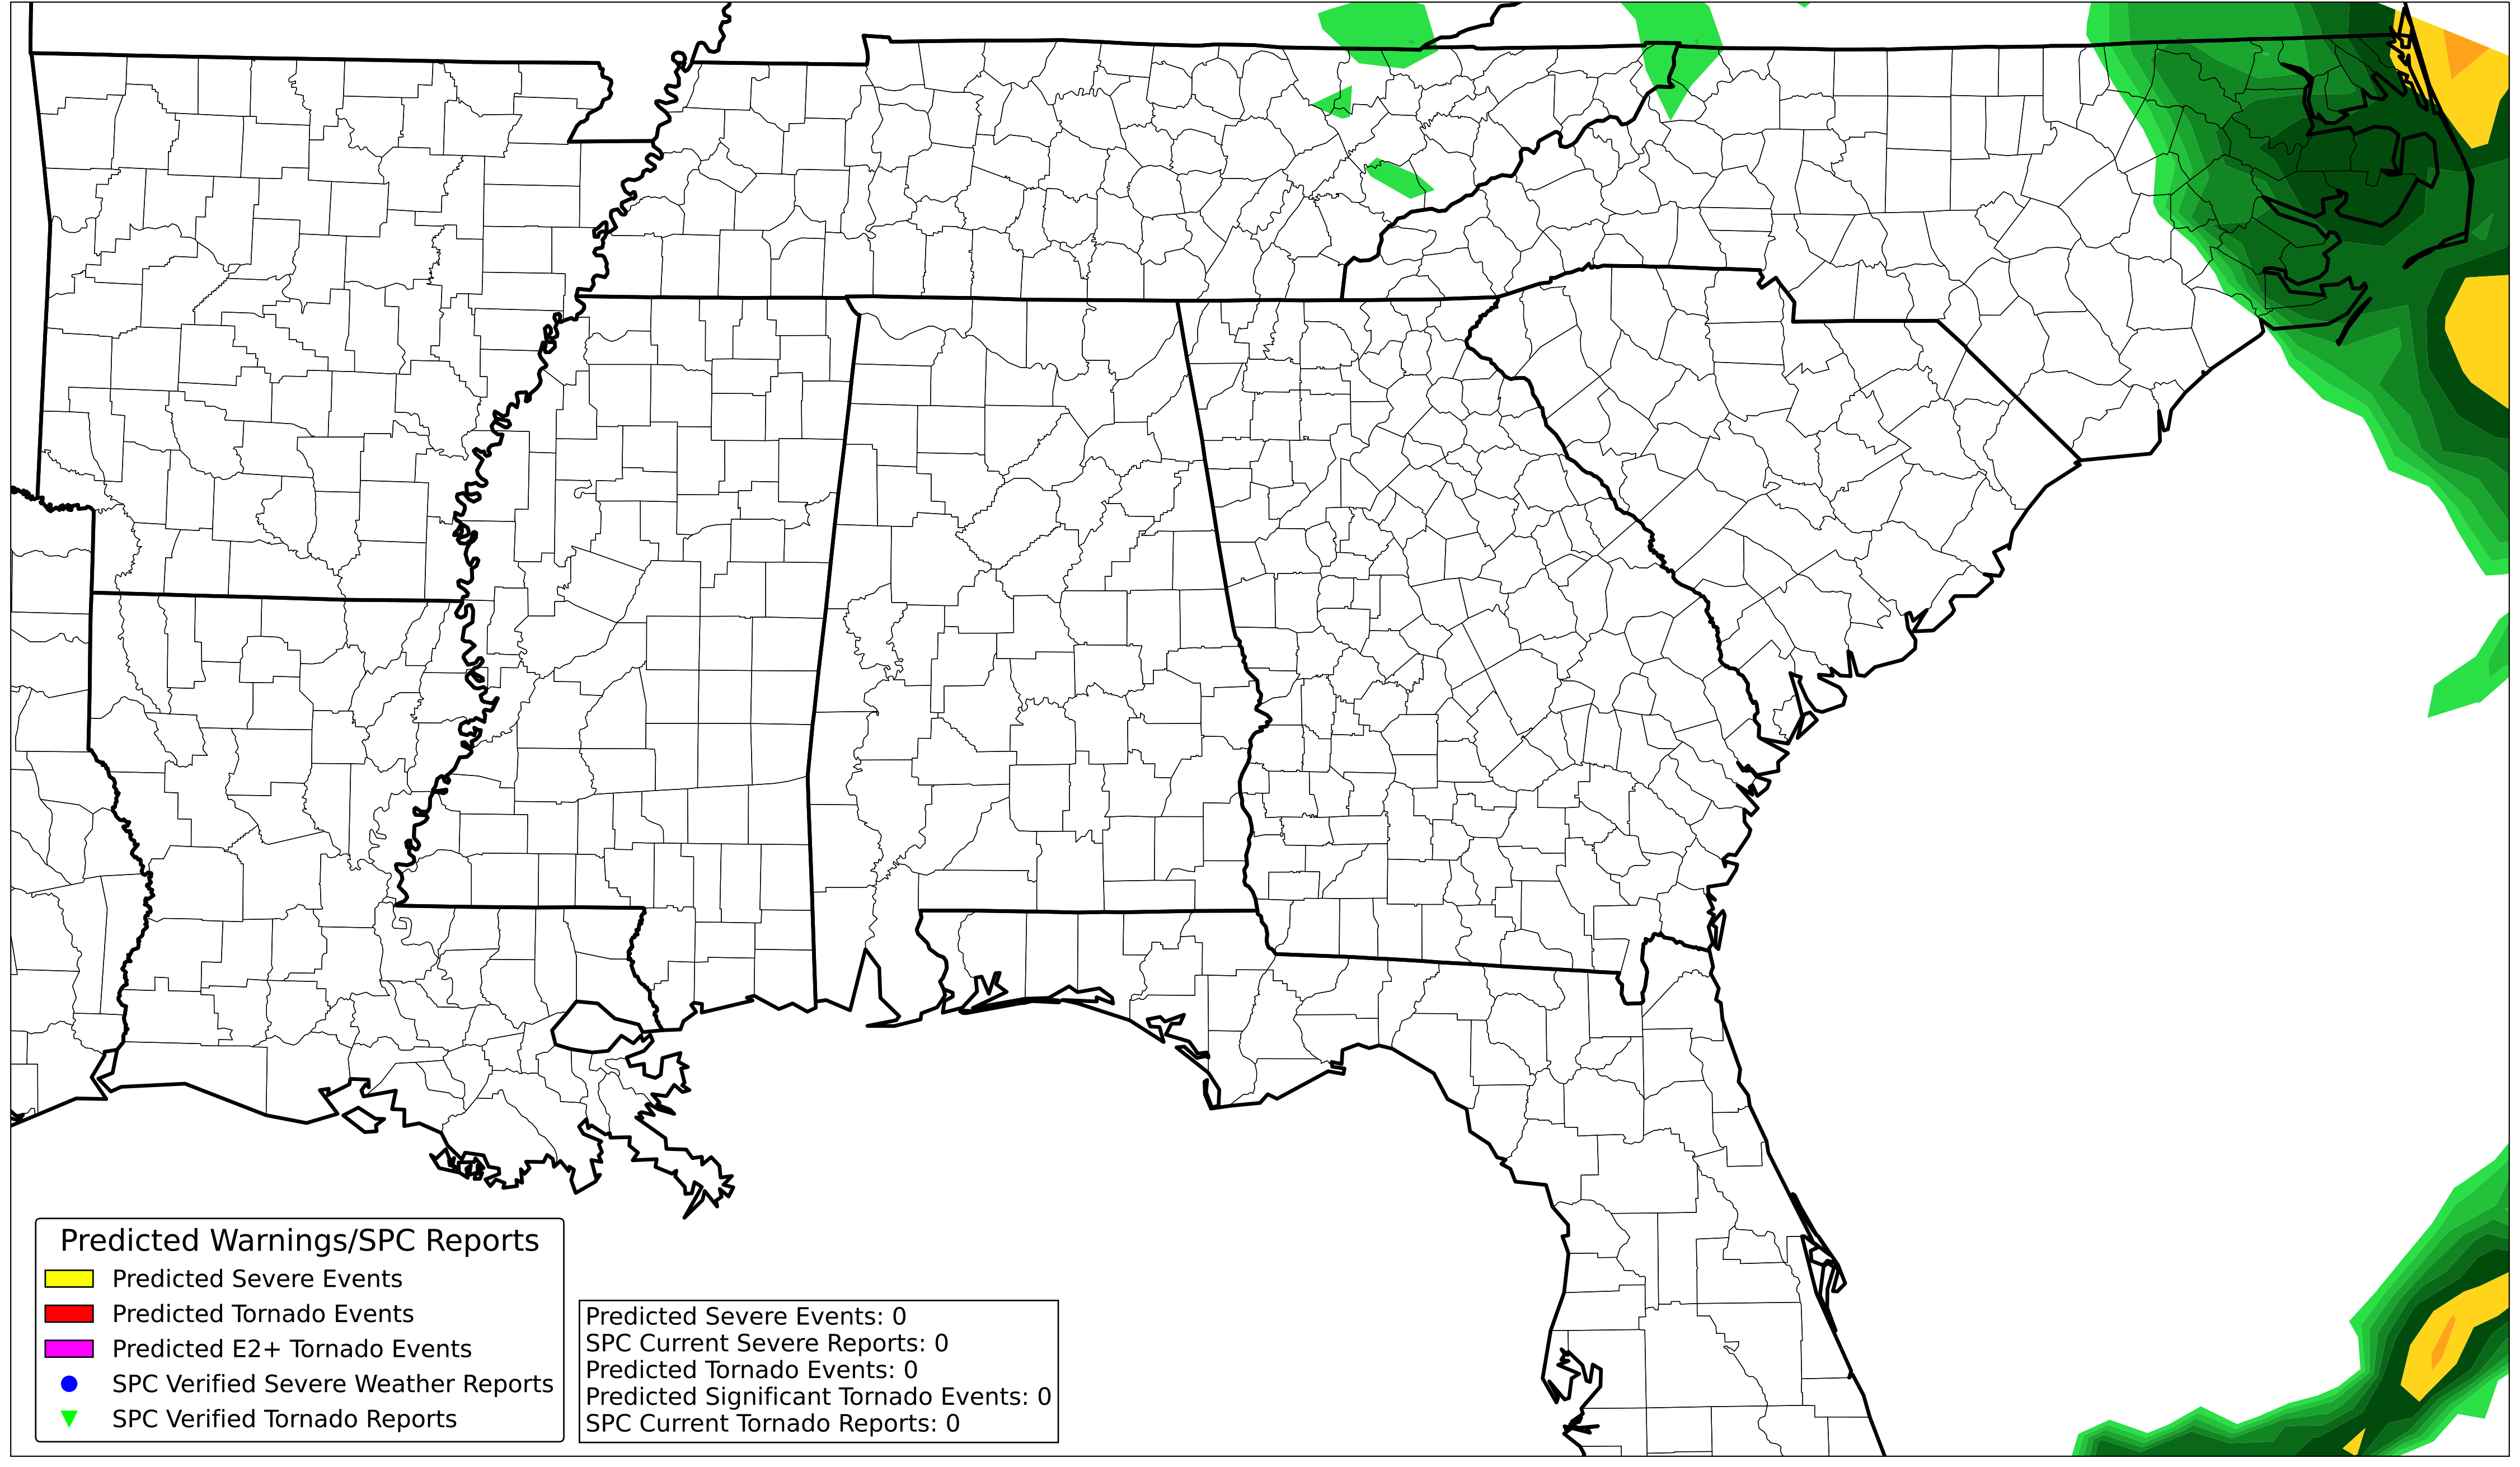 Predicted Warnings/SPC Reports
Predicted Severe Events
Predicted Tornado Events
Predicted E2+ Tornado Events
SPC Verified Severe Weather Reports
SPC Verified Tornado Reports
Predicted Severe Events: 0
SPC Current Severe Reports: 0
Predicted Tornado Events: 0
Predicted Significant Tornado Events: 0
SPC Current Tornado Reports: 0